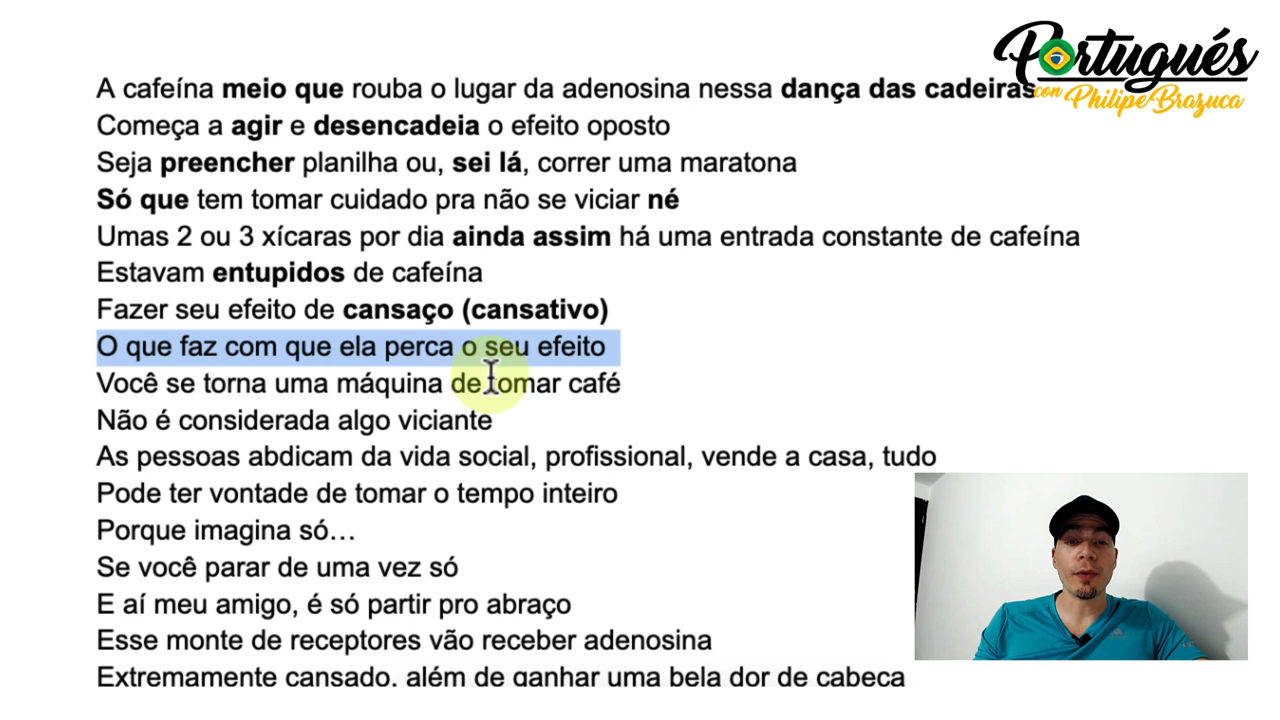 Portugués
con Philipe Brazuca
A cafeína meio que rouba o lugar da adenosina nessa dança das cadeiras
Começa a agir e desencadeia o efeito oposto
Seja preencher planilha ou, sei lá, correr uma maratona
Só que tem tomar cuidado pra não se viciar né
Umas 2 ou 3 xícaras por dia ainda assim há uma entrada constante de cafeína
Estavam entupidos de cafeína
Fazer seu efeito de cansaço (cansativo)
O que faz com que ela perca o seu efeito
Você se torna uma máquina de tomar café
Não é considerada algo viciante
As pessoas abdicam da vida social, profissional, vende a casa, tudo
Pode ter vontade de tomar o tempo inteiro
Porque imagina só…
Se você parar de uma vez só
E aí meu amigo, é só partir pro abraço
Esse monte de receptores vão receber adenosina
Extremamente cansado, além de ganhar uma bela dor de cabeça